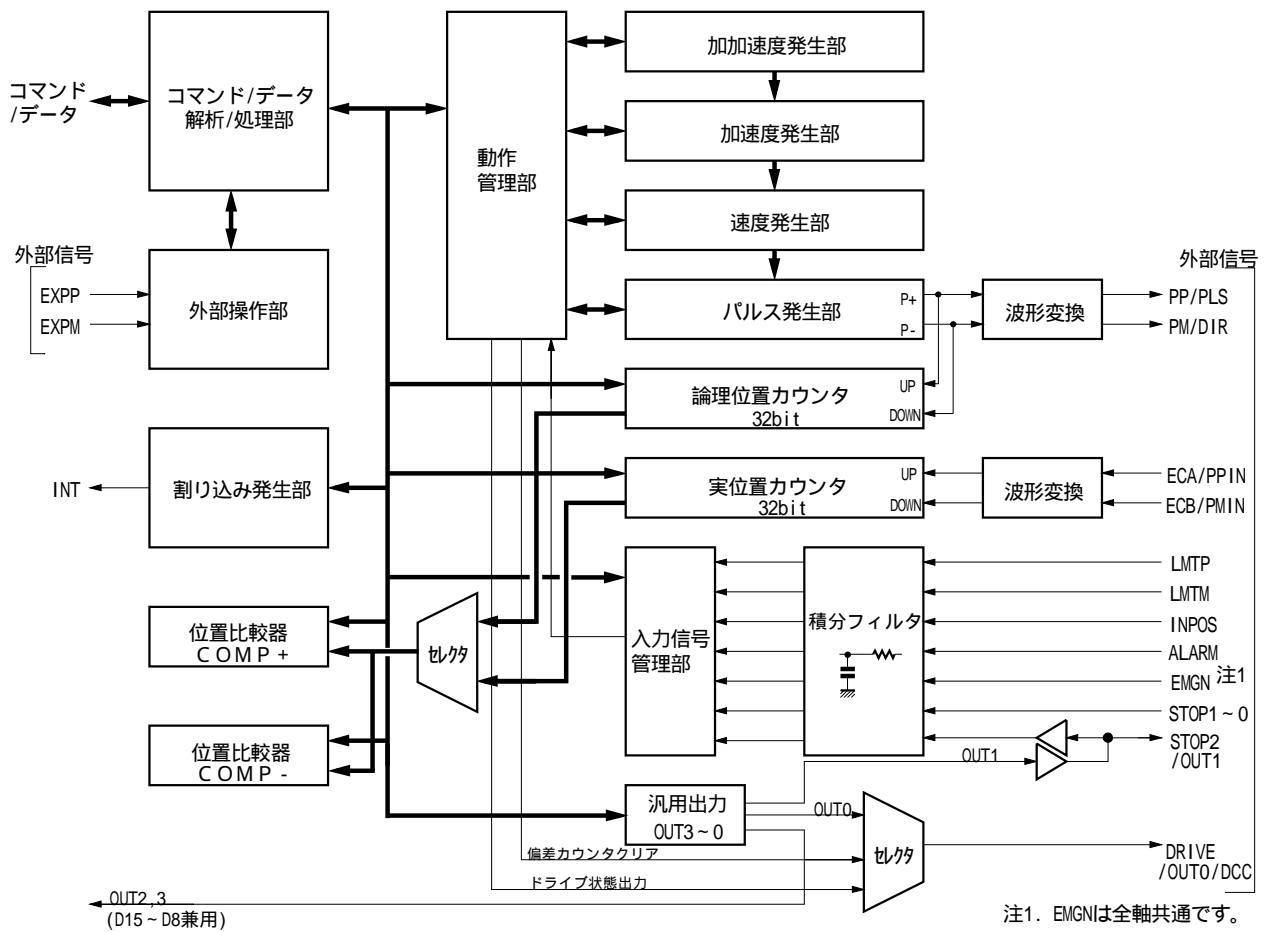 コマンド
/データ
コマンド/データ
解析/処理部
動作
管理部
加加速度発生部
加速度発生部
速度発生部
パルス発生部
P+
P-
波形変換
外部信号
PP/PLS
PM/DIR
外部信号
EXPP
EXPM
外部操作部
論理位置カウンタ
32bit
UP
DOWN
INT
割り込み発生部
実位置カウンタ
32bit
UP
DOWN
波形変換
ECA/PPIN
ECB/PMIN
位置比較器
COMP+
位置比較器
COMP-
セレクタ
入力信号
管理部
積分フィルタ
LMTP
LMTM
INPOS
ALARM
EMGN 注1
STOP1~0
STOP2
/OUT1
OUT1
汎用出力
OUT3~0
OUT0
セレクタ
偏差カウンタクリア
ドライブ状態出力
DRIVE
/OUT0/DCC
OUT2,3
(D15~D8兼用)
注1. EMGNは全軸共通です。